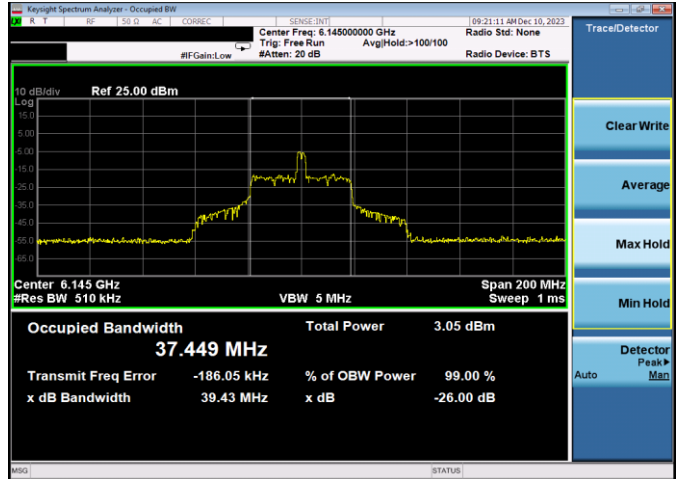 Keysight Spectrum Analyzer - Occupied BW
R T RF 50 Ω AC CORREC SENSE:INT 09:21:11 AM Dec 10, 2023
Center Freq: 6.145000000 GHz Radio Std: None
Trig: Free Run Avg|Hold:>100/100
#IFGain:Low #Atten: 20 dB Radio Device: BTS
Trace/Detector
10 dB/div Ref 25.00 dBm
Log
15.0
5.00
-5.00
-15.0
-25.0
-35.0
-45.0
-55.0
-65.0
Center 6.145 GHz Span 200 MHz
#Res BW 510 kHz VBW 5 MHz Sweep 1 ms
Occupied Bandwidth Total Power 3.05 dBm
37.449 MHz
Transmit Freq Error -186.05 kHz % of OBW Power 99.00 %
x dB Bandwidth 39.43 MHz x dB -26.00 dB
Clear Write
Average
Max Hold
Min Hold
Detector
Peak▶
Auto Man
MSG STATUS